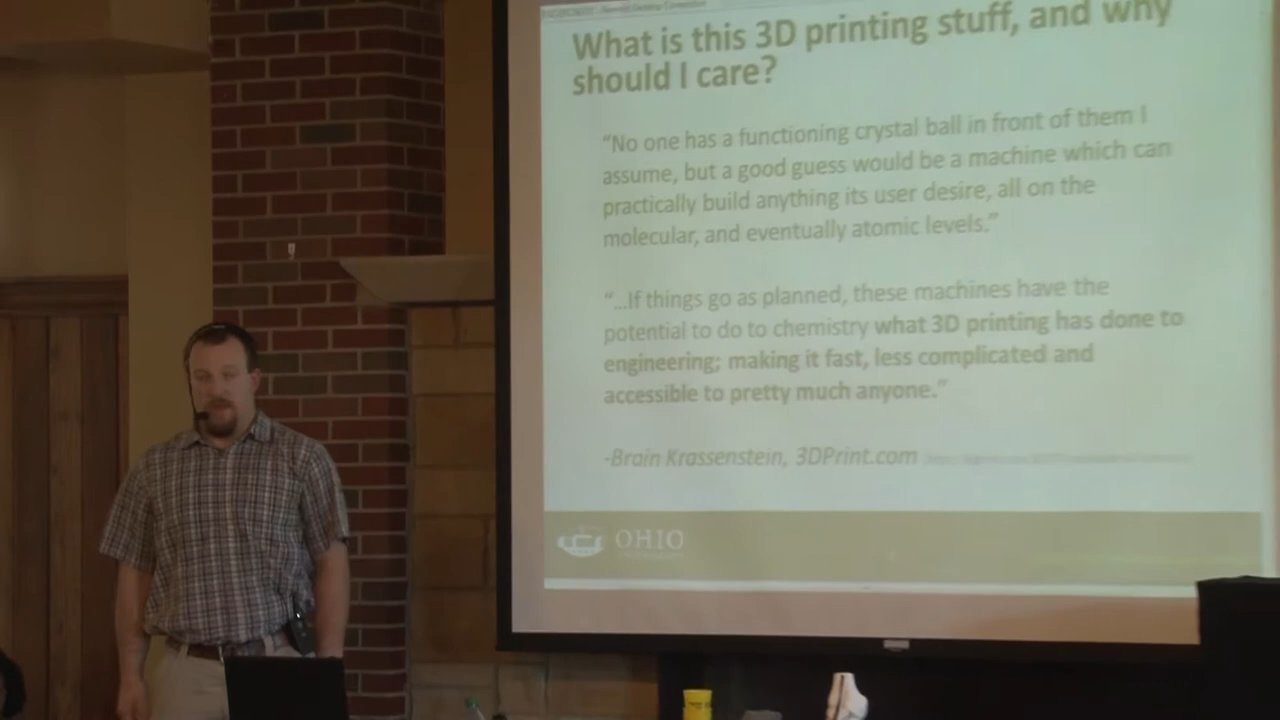 What is this 3D printing stuff, and why
should I care?
“No one has a functioning crystal ball in front of them I
assume, but a good guess would be a machine which can
practically build anything its user desire, all on the
molecular, and eventually atomic levels.”
“...If things go as planned, these machines have the
potential to do to chemistry what 3D printing has done to
engineering; making it fast, less complicated and
accessible to pretty much anyone.”
-Brain Krassenstein, 3DPrint.com
OHIO